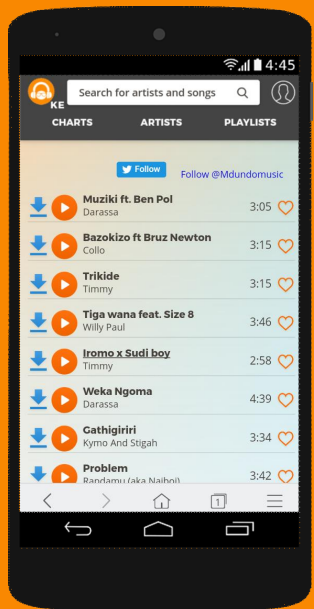 4:45
KE
Search for artists and songs
CHARTS ARTISTS PLAYLISTS
Follow
Follow @Mdundomusic
Muziki ft. Ben Pol
Darassa
3:05
Bazokizo ft Bruz Newton
Collo
3:15
Trikide
Timmy
3:15
Tiga wana feat. Size 8
Willy Paul
3:46
Iromo x Sudi boy
Timmy
2:58
Weka Ngoma
Darassa
4:39
Gathigiriri
Kymo And Stigah
3:34
Problem
Randamu (aka Naiboi)
3:42
1